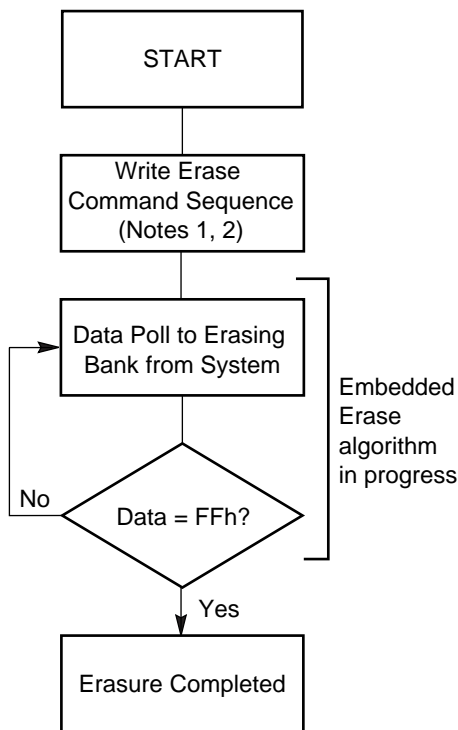 START
Write Erase
Command Sequence
(Notes 1, 2)
Data Poll to Erasing
Bank from System
Embedded
Erase
algorithm
in progress
No
Data = FFh?
Yes
Erasure Completed